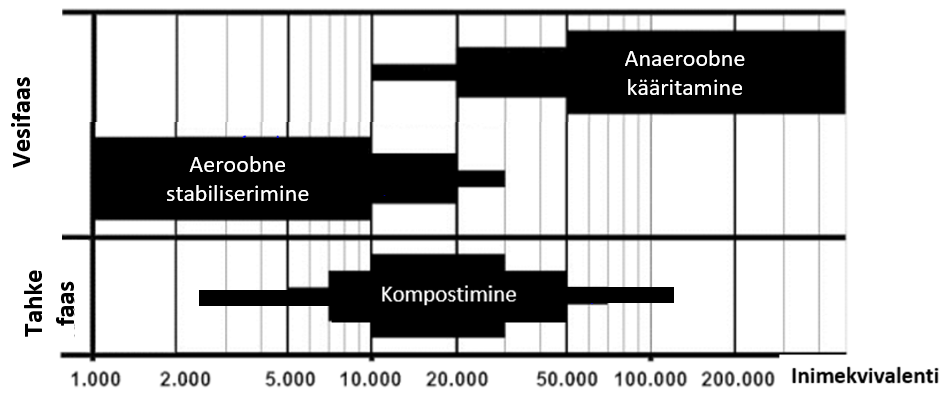 Vesifaas
Anaeroobne
kääritamine
Aeroobne
stabiliserimine
Tahke
faas
Kompostimine
1.000 2.000 5.000 10.000 20.000 50.000 100.000 200.000 Inimekvivalenti